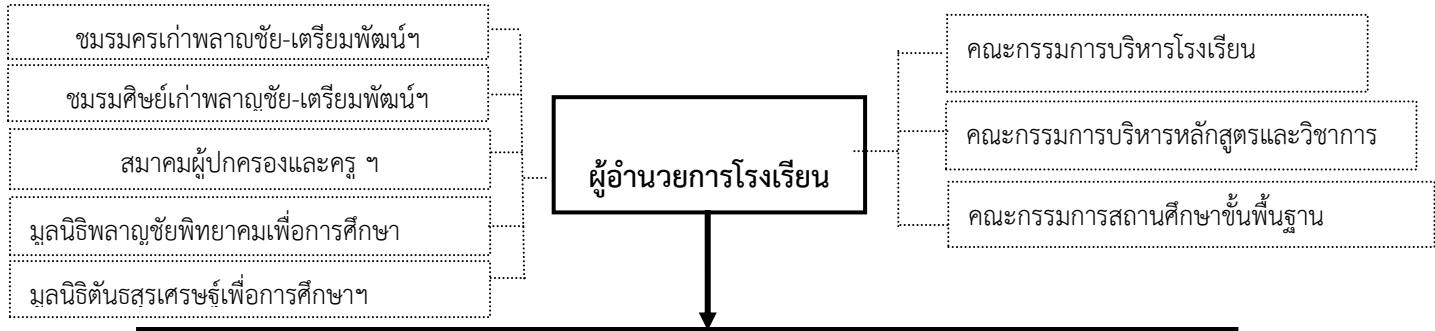 ชมรมครูเก่าพลาญชัย-เตรียมพัฒน์ฯ
ชมรมศิษย์เก่าพลาญชัย-เตรียมพัฒน์ฯ
สมาคมผู้ปกครองและครู ฯ
มูลนิธิพลาญชัยพิทยาคมเพื่อการศึกษา
มูลนิธิตันธสุรเศรษฐ์เพื่อการศึกษาฯ
ผู้อำนวยการโรงเรียน
คณะกรรมการบริหารโรงเรียน
คณะกรรมการบริหารหลักสูตรและวิชาการ
คณะกรรมการสถานศึกษาขั้นพื้นฐาน